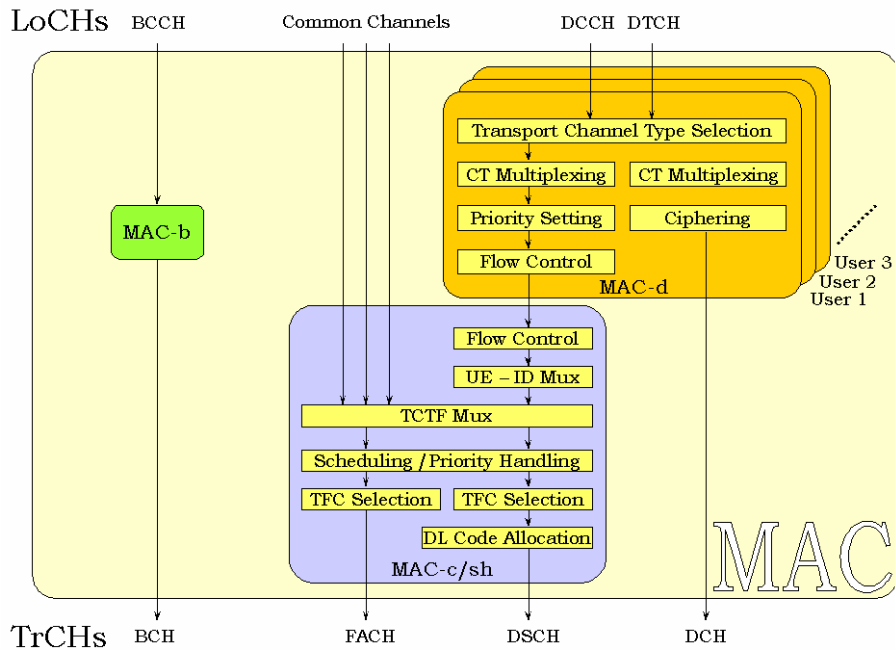 LoCHs BCCH Common Channels DCCH DTCH
Transport Channel Type Selection
CT Multiplexing CT Multiplexing
MAC-b Priority Setting Ciphering
Flow Control
MAC-d
User 3
User 2
User 1
Flow Control
UE – ID Mux
TCTF Mux
Scheduling / Priority Handling
TFC Selection TFC Selection
DL Code Allocation
MAC-c/sh
MAC
TrCHs BCH FACH DSCH DCH